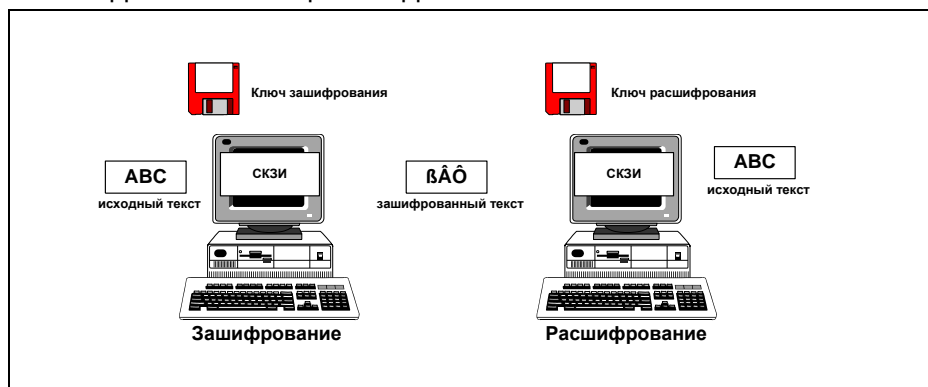 Ключ зашифрования
Ключ расшифрования
ABC
исходный текст
СКЗИ
ßÂÔ
зашифрованный текст
СКЗИ
ABC
исходный текст
Зашифрование
Расшифрование